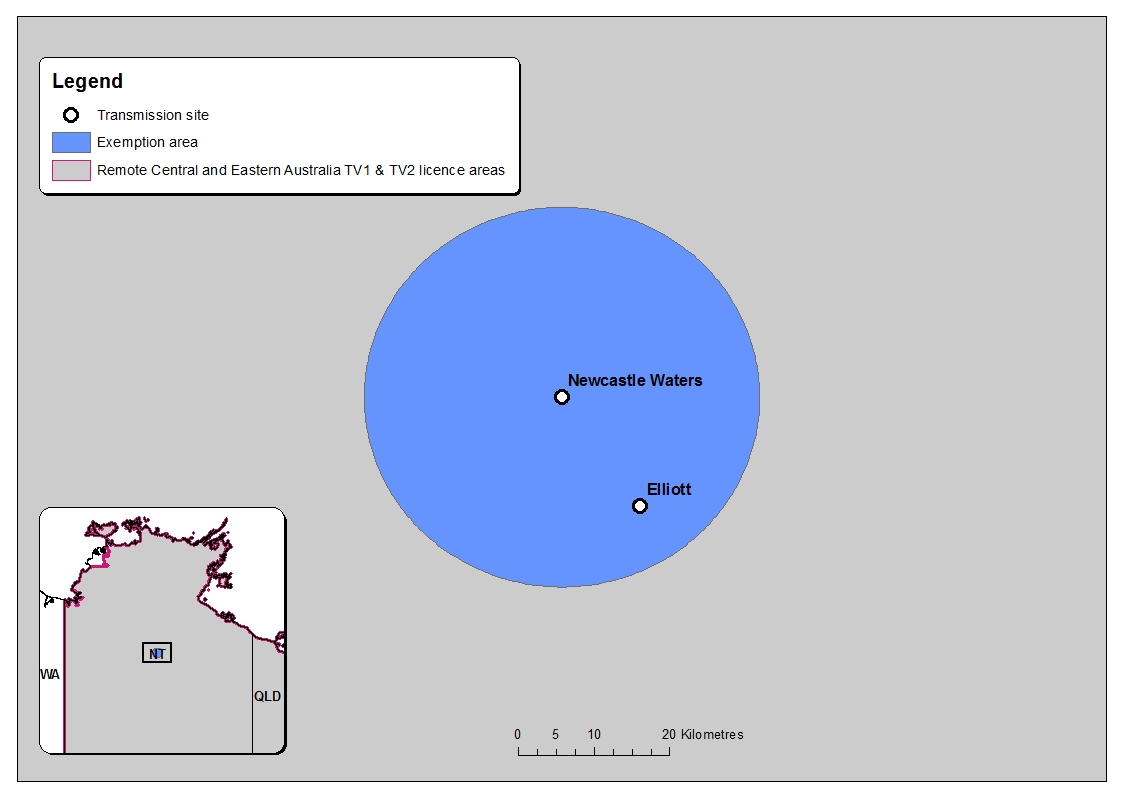 Legend
Transmission site
Exemption area
Remote Central and Eastern Australia TV1 & TV2 licence areas
Newcastle Waters
Elliott
NT
WA
QLD
0 5 10 20 Kilometres